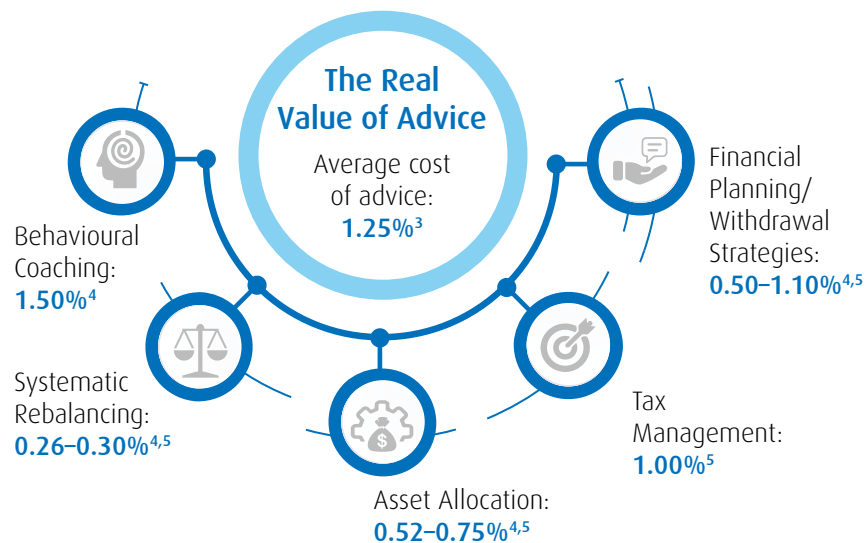 The Real
Value of Advice
Average cost
of advice:
1.25%³
Behavioural
Coaching:
1.50%⁴
Systematic
Rebalancing:
0.26–0.30%⁴,⁵
$
Asset Allocation:
0.52–0.75%⁴,⁵
Tax
Management:
1.00%⁵
Financial
Planning/
Withdrawal
Strategies:
0.50–1.10%⁴,⁵